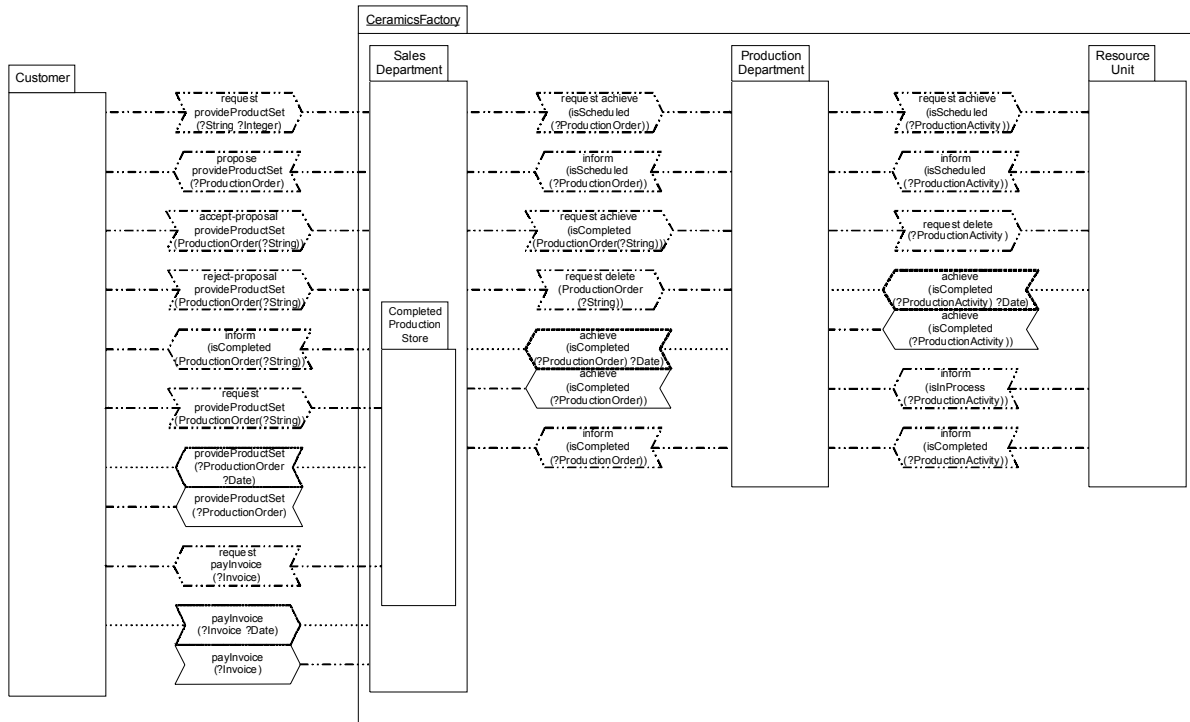 CeramicsFactory
Customer
Sales
Department
Production
Department
Resource
Unit
request
provideProductSet
(?String ?Integer)
propose
provideProductSet
(?ProductionOrder)
accept-proposal
provideProductSet
(ProductionOrder(?String))
reject-proposal
provideProductSet
(ProductionOrder(?String))
inform
(isCompleted
(ProductionOrder(?String))
request
provideProductSet
(ProductionOrder(?String))
provideProductSet
(?ProductionOrder
?Date)
provideProductSet
(?ProductionOrder)
request
payInvoice
(?Invoice)
payInvoice
(?Invoice ?Date)
payInvoice
(?Invoice)
Completed
Production
Store
request achieve
(isScheduled
(?ProductionOrder))
inform
(isScheduled
(?ProductionOrder))
request achieve
(isCompleted
(ProductionOrder(?String))
request delete
(ProductionOrder
(?String))
achieve
(isCompleted
(?ProductionOrder) ?Date)
achieve
(isCompleted
(?ProductionOrder))
inform
(isCompleted
(?ProductionOrder))
request achieve
(isScheduled
(?ProductionActivity))
inform
(isScheduled
(?ProductionActivity))
request delete
(?ProductionActivity)
achieve
(isCompleted
(?ProductionActivity) ?Date)
achieve
(isCompleted
(?ProductionActivity))
inform
(isInProcess
(?ProductionActivity))
inform
(isCompleted
(?ProductionActivity))